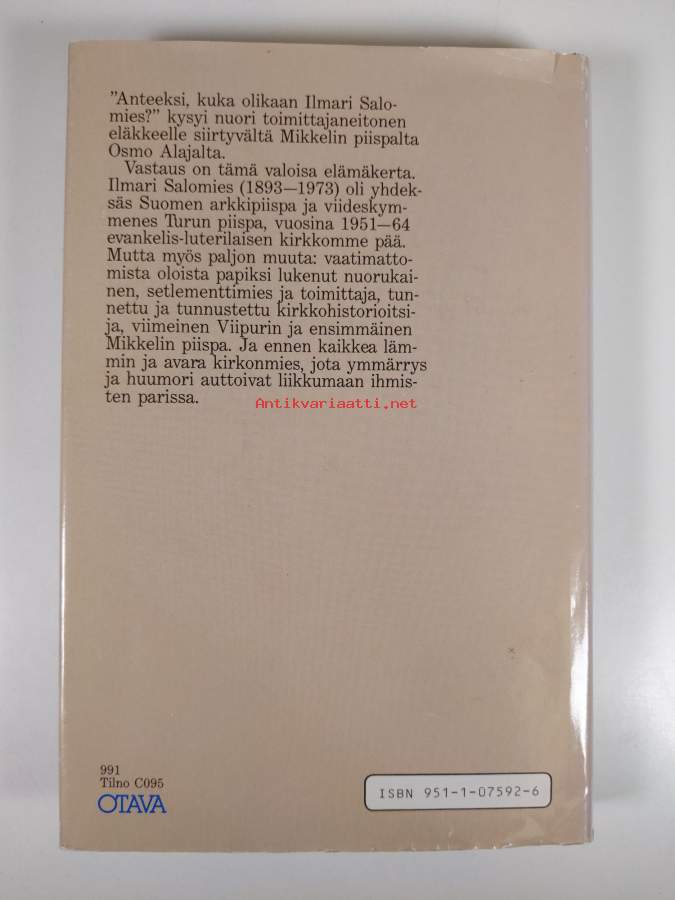 ”Anteeksi, kuka olikaan Ilmari Salo-
mies?” kysyi nuori toimittajaneitonen
eläkkeelle siirtyvältä Mikkelin piispalta
Osmo Alajalta.
Vastaus on tämä valoisa elämäkerta.
Ilmari Salomies (1893—1973) oli yhdek-
säs Suomen arkkipiispa ja viideskym-
menes Turun piispa, vuosina 1951—64
evankelis-luterilaisen kirkkomme pää.
Mutta myös paljon muuta: vaatimatto-
mista oloista papiksi lukenut nuorukai-
nen, setlementtimies ja toimittaja, tun-
nettu ja tunnustettu kirkkohistorioitsi-
ja, viimeinen Viipurin ja ensimmäinen
Mikkelin piispa. Ja ennen kaikkea läm-
min ja avara kirkonmies, jota ymmärrys
ja huumori auttoivat liikkumaan ihmis-
ten parissa.
Antikvariaatti.net
991
Tilno C095
OTAVA
ISBN 951-1-07592-6